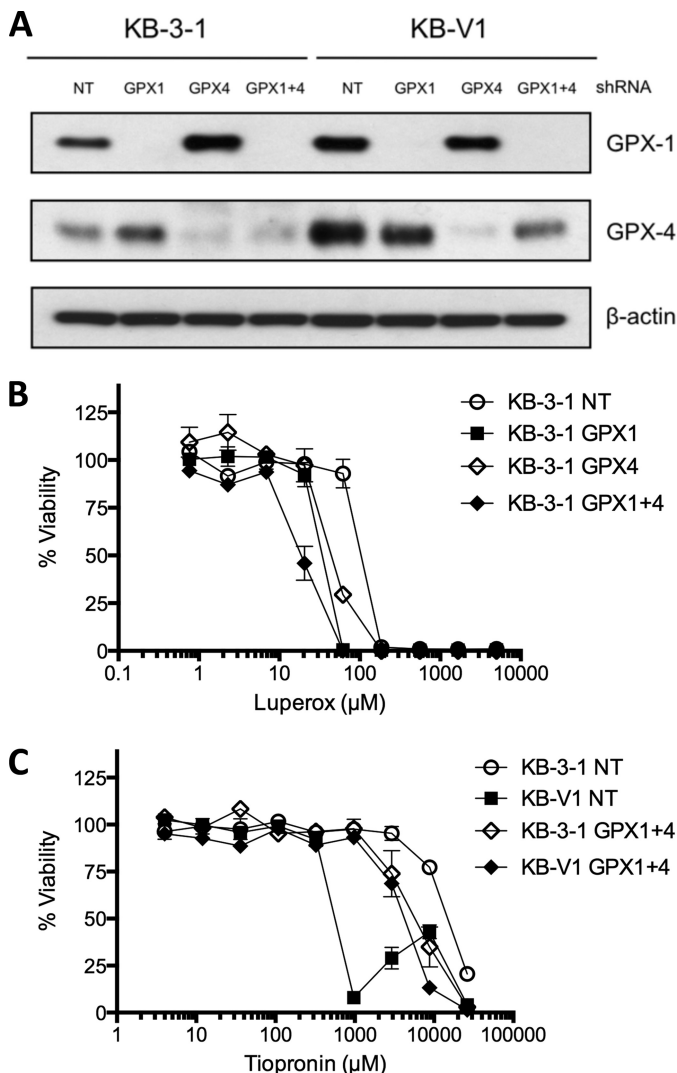 A
KB-3-1 KB-V1
NT GPX1 GPX4 GPX1+4 NT GPX1 GPX4 GPX1+4 shRNA
GPX-1
GPX-4
β-actin
B
% Viability
125
100
75
50
25
0
0.1 1 10 100 1000 10000
Luperox (µM)
KB-3-1 NT
KB-3-1 GPX1
KB-3-1 GPX4
KB-3-1 GPX1+4
C
% Viability
125
100
75
50
25
0
1 10 100 1000 10000 100000
Tiopronin (µM)
KB-3-1 NT
KB-V1 NT
KB-3-1 GPX1+4
KB-V1 GPX1+4